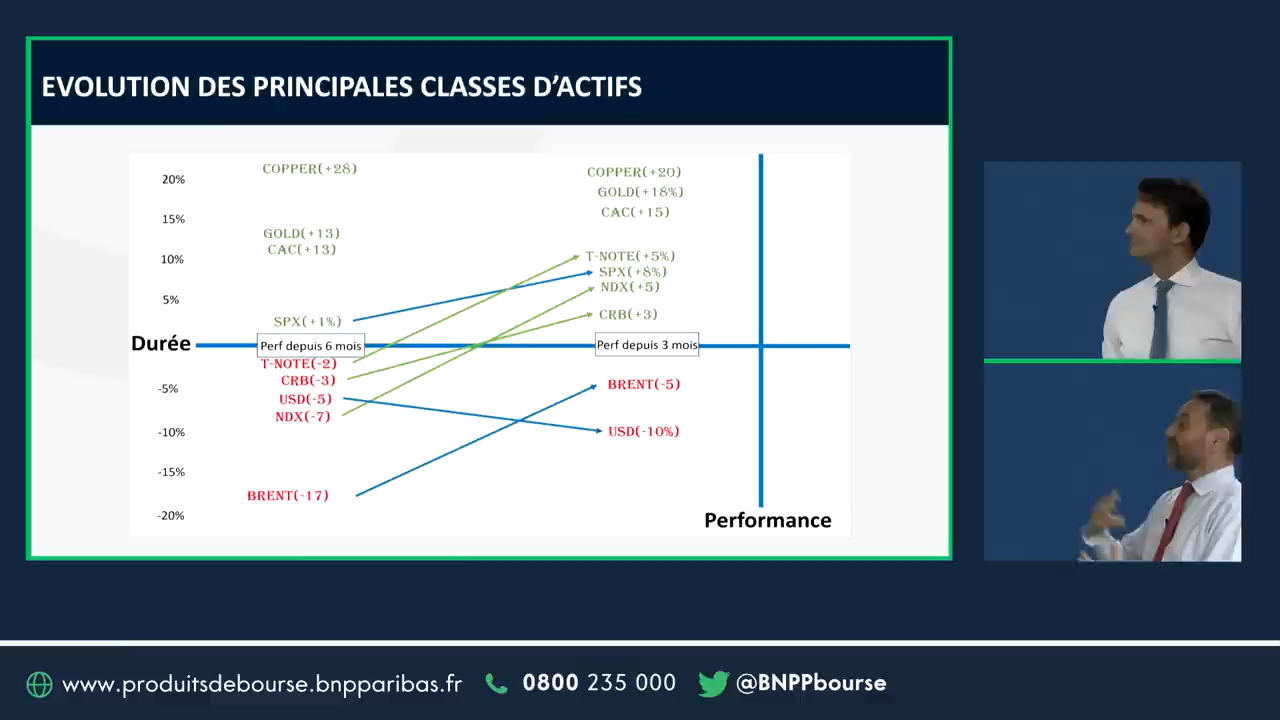 EVOLUTION DES PRINCIPALES CLASSES D'ACTIFS
COPPER(+28)
COPPER(+20)
20%
GOLD(+18%)
15%
CAC(+15)
GOLD(+13)
CAC(+13)
10%
T-NOTE(+5%)
SPX(+8%)
NDX(+5)
5%
CRB(+3)
SPX(+1%)
Durée
Perf depuis 6 mois
Perf depuis 3 mois
T-NOTE(-2)
CRB(-3)
BRENT(-5)
-5%
USD(-5)
NDX(-7)
-10%
USD(-10%)
-15%
BRENT(-17)
-20%
Performance
www.produitsdebourse.bnpparibas.fr
0800 235 000
@BNPPbourse